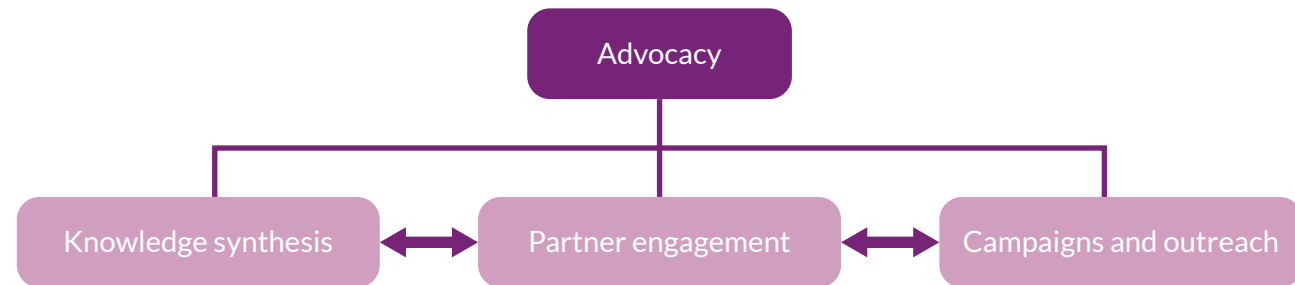 Advocacy
Knowledge synthesis
Partner engagement
Campaigns and outreach